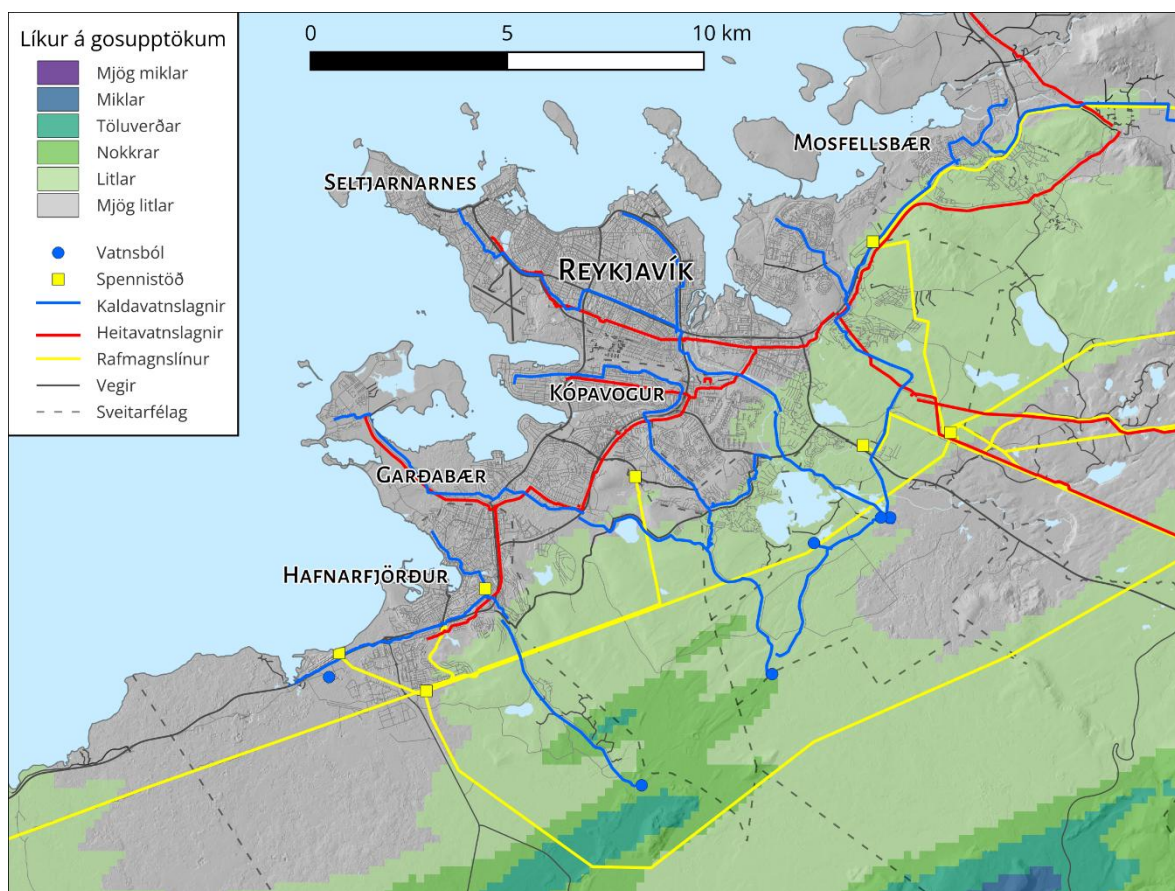 Líkur á gosupptökum
Mjög miklar
Miklar
Töluverðar
Nokkrar
Litlar
Mjög litlar
Vatnsból
Spennistöð
Kaldavatnslagnir
Heitavatnslagnir
Rafmagnslínur
Vegir
Sveitarfélag
0 5 10 km
Mosfellsbær
Seltjarnarnes
Reykjavík
Kópavogur
Garðabær
Hafnarfjörður